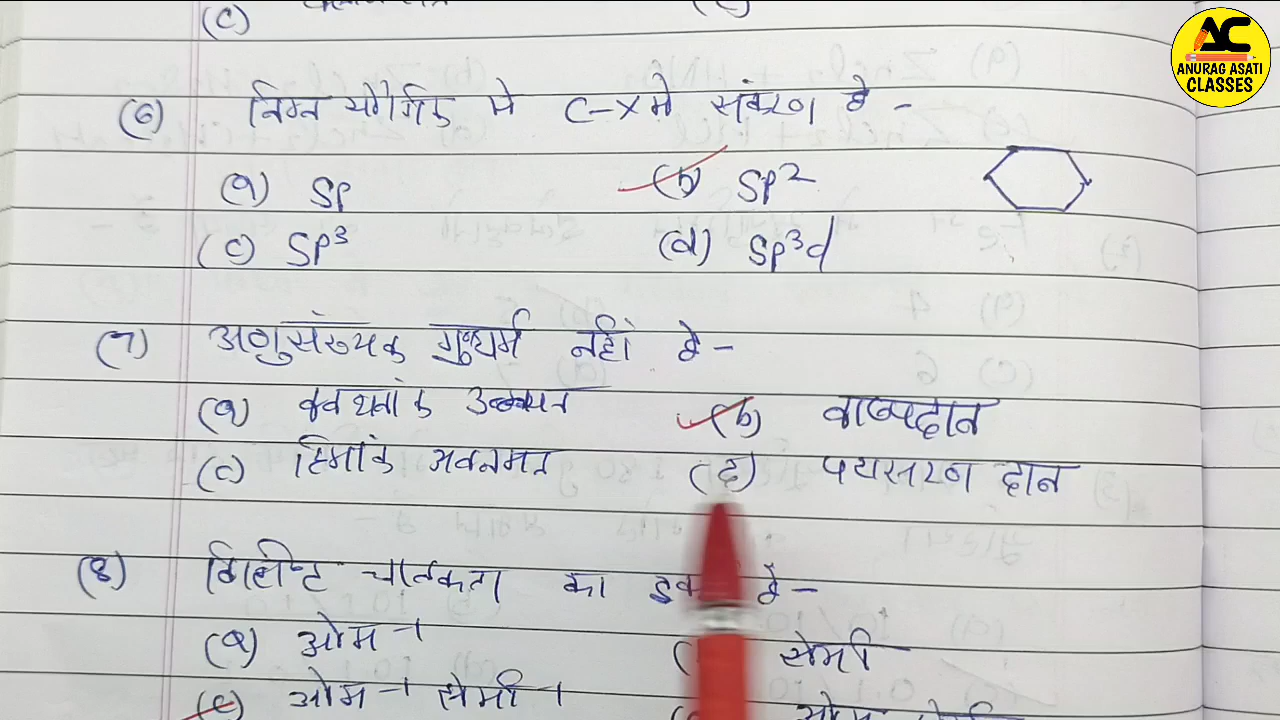 (c)
AC
ANURAG ASATI
CLASSES
(6) निम्न यौगिक मे C-X मे संकरण है -
(a) SP (b) SP2
(c) SP3 (d) SP3d
(7) अणुसंख्यक गुणधर्म नहीं है -
(a) क्वथनांक उन्नयन (b) वाष्पदाब
(c) हिमांक अवनमन (d) परासरण दाब
(8) विशिष्ट चालकता का है -
(a) ओम-1 सेमी
(c) ओम-1 सेमी-1